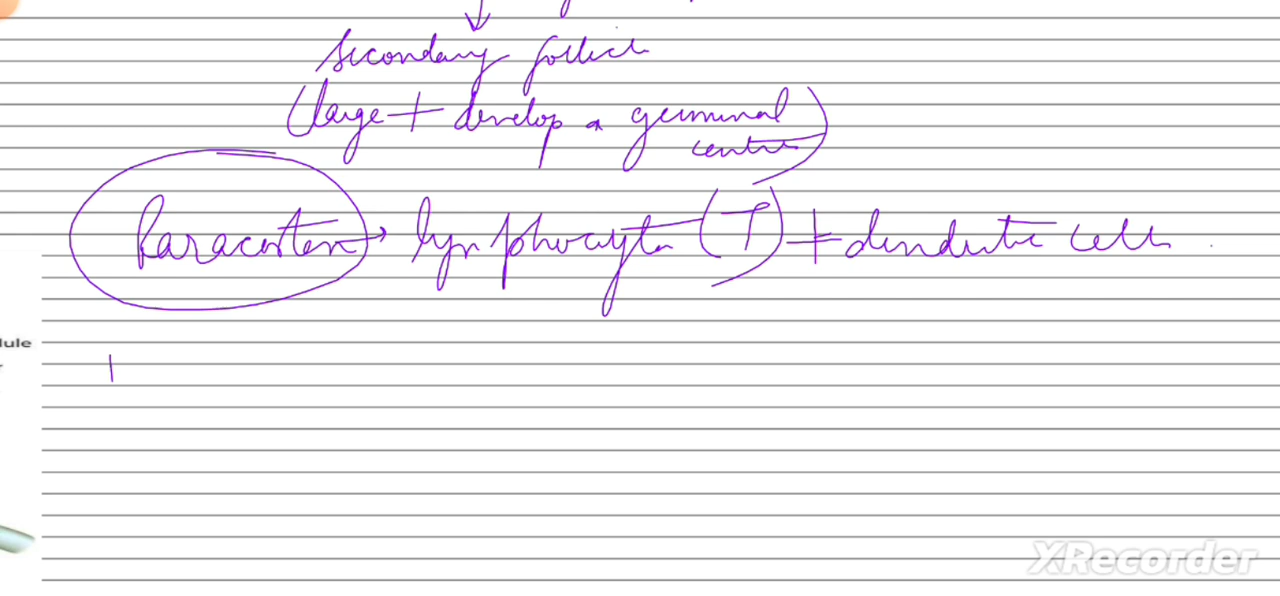 ↓
secondary follicle
(large + develop a germinal
centre)
Paracortex → lymphocytes (T) + dendritic cells.
dule
XRecorder